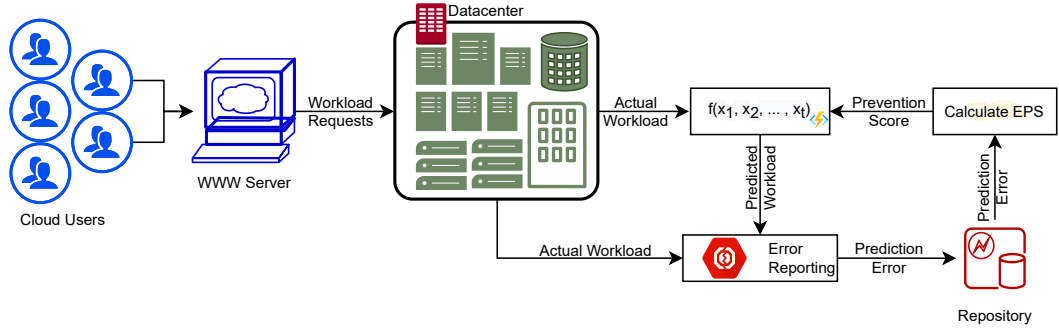 Datacenter
Workload
Requests
Actual
Workload
f(x₁, x₂, ... , xₜ)
Prevention
Score
Calculate EPS
WWW Server
Cloud Users
Predicted
Workload
Prediction
Error
Actual Workload
Error
Reporting
Prediction
Error
Repository